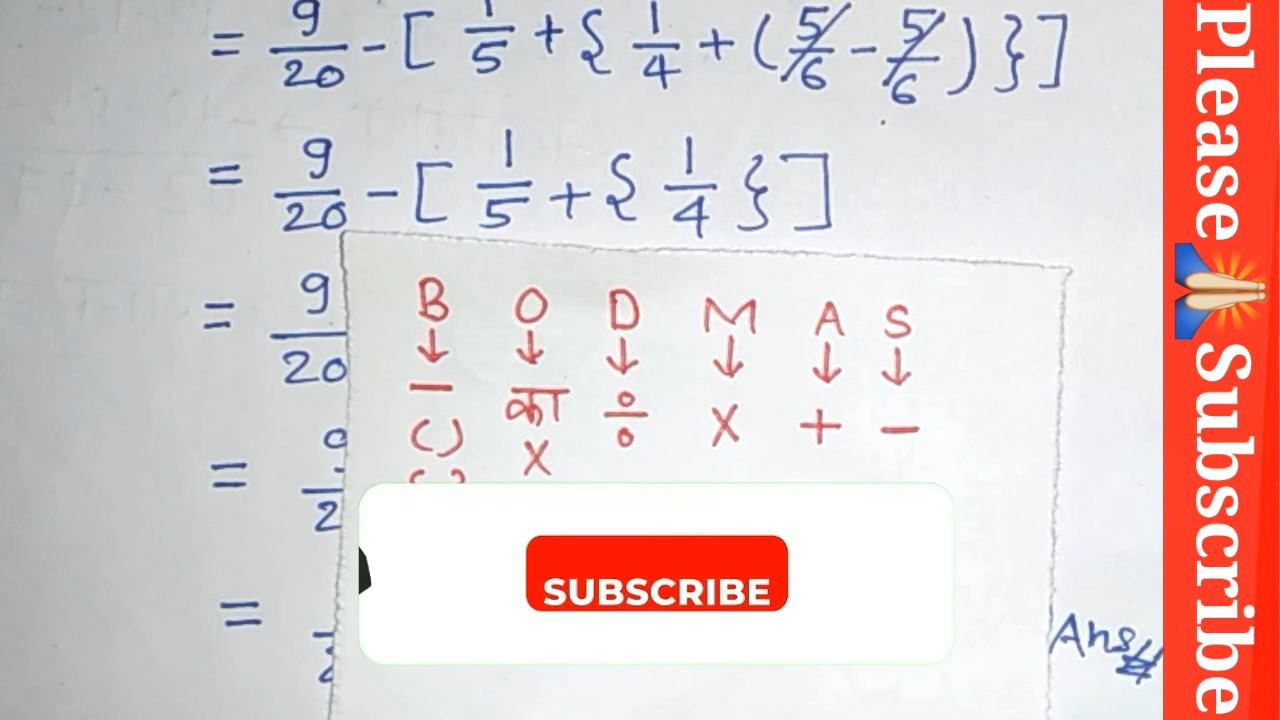 = 9/20 - [ 1/5 + { 1/4 + ( 5/6 - 5/6 ) } ]
= 9/20 - [ 1/5 + { 1/4 } ]
= 9/20
B O D M A S
↓ ↓ ↓ ↓ ↓ ↓
— का ÷ × + −
( ) ×
=
=
Ans
SUBSCRIBE
Please 🙏 Subscribe